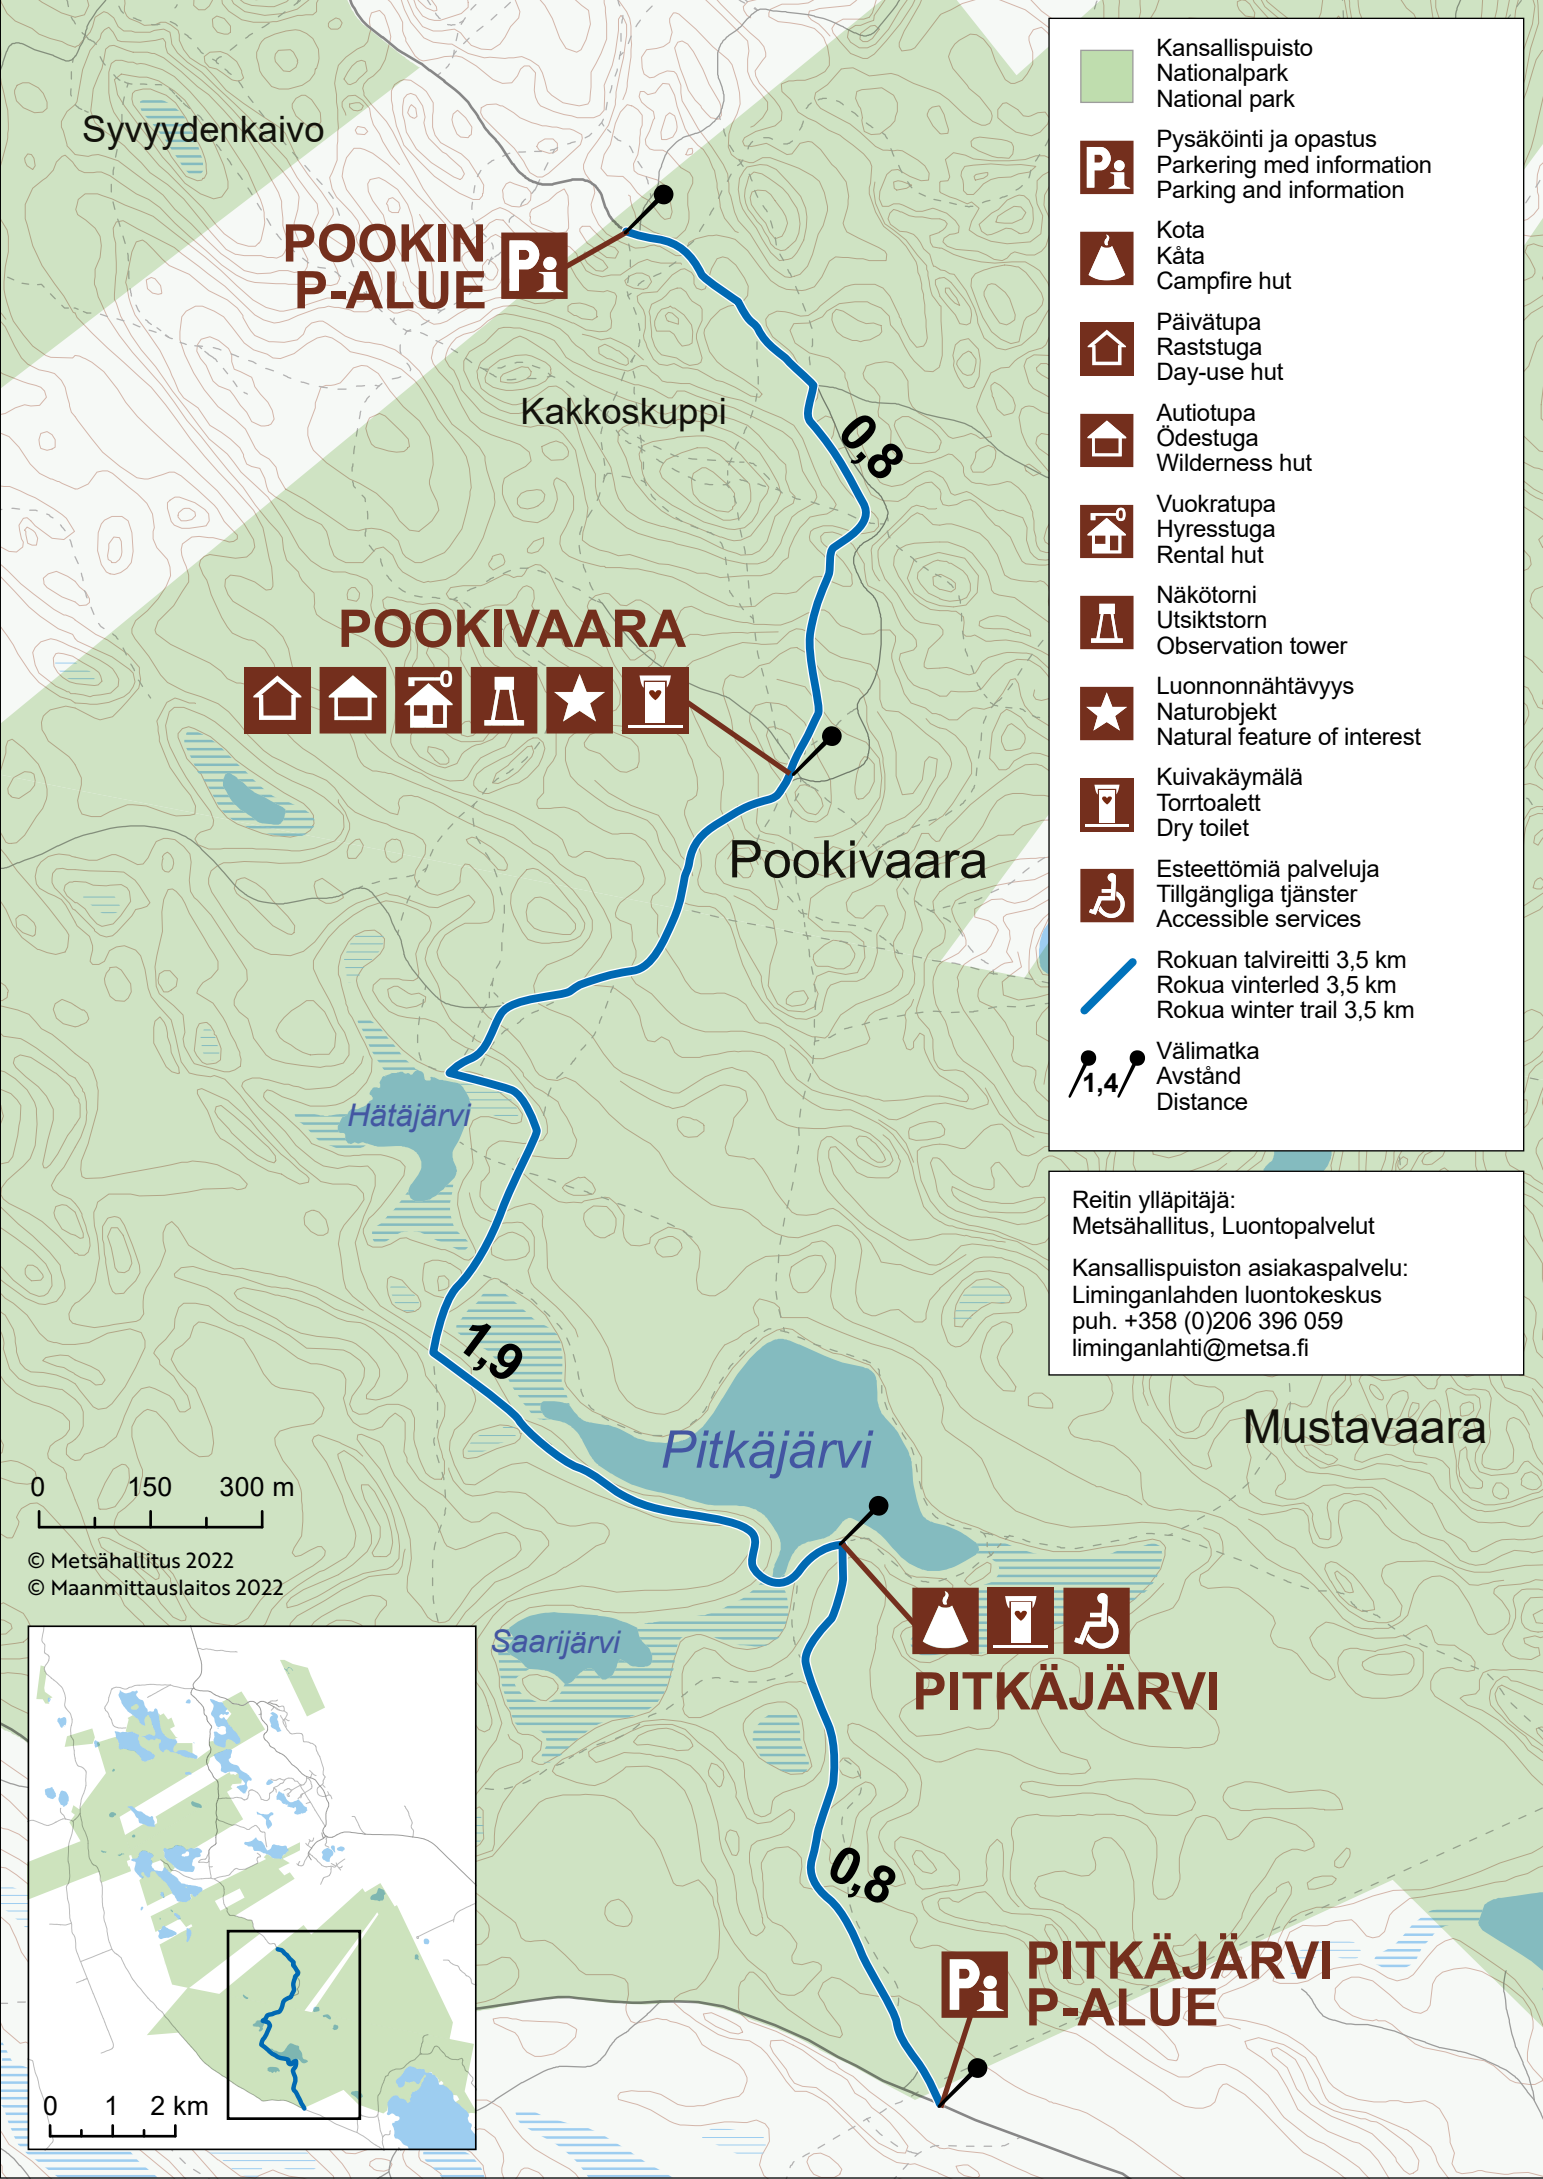 Syvyydenkaivo
POOKIN
P-ALUE
Pi
Kakkoskuppi
0,8
POOKIVAARA
Pookivaara
Hätäjärvi
1,9
Pitkäjärvi
Mustavaara
Saarijärvi
PITKÄJÄRVI
0,8
Pi
PITKÄJÄRVI
P-ALUE
0 150 300 m
© Metsähallitus 2022
© Maanmittauslaitos 2022
0 1 2 km
Kansallispuisto
Nationalpark
National park
Pi
Pysäköinti ja opastus
Parkering med information
Parking and information
Kota
Kåta
Campfire hut
Päivätupa
Raststuga
Day-use hut
Autiotupa
Ödestuga
Wilderness hut
Vuokratupa
Hyresstuga
Rental hut
Näkötorni
Utsiktstorn
Observation tower
Luonnonnähtävyys
Naturobjekt
Natural feature of interest
Kuivakäymälä
Torrtoalett
Dry toilet
Esteettömiä palveluja
Tillgängliga tjänster
Accessible services
Rokuan talvireitti 3,5 km
Rokua vinterled 3,5 km
Rokua winter trail 3,5 km
1,4
Välimatka
Avstånd
Distance
Reitin ylläpitäjä:
Metsähallitus, Luontopalvelut
Kansallispuiston asiakaspalvelu:
Liminganlahden luontokeskus
puh. +358 (0)206 396 059
liminganlahti@metsa.fi